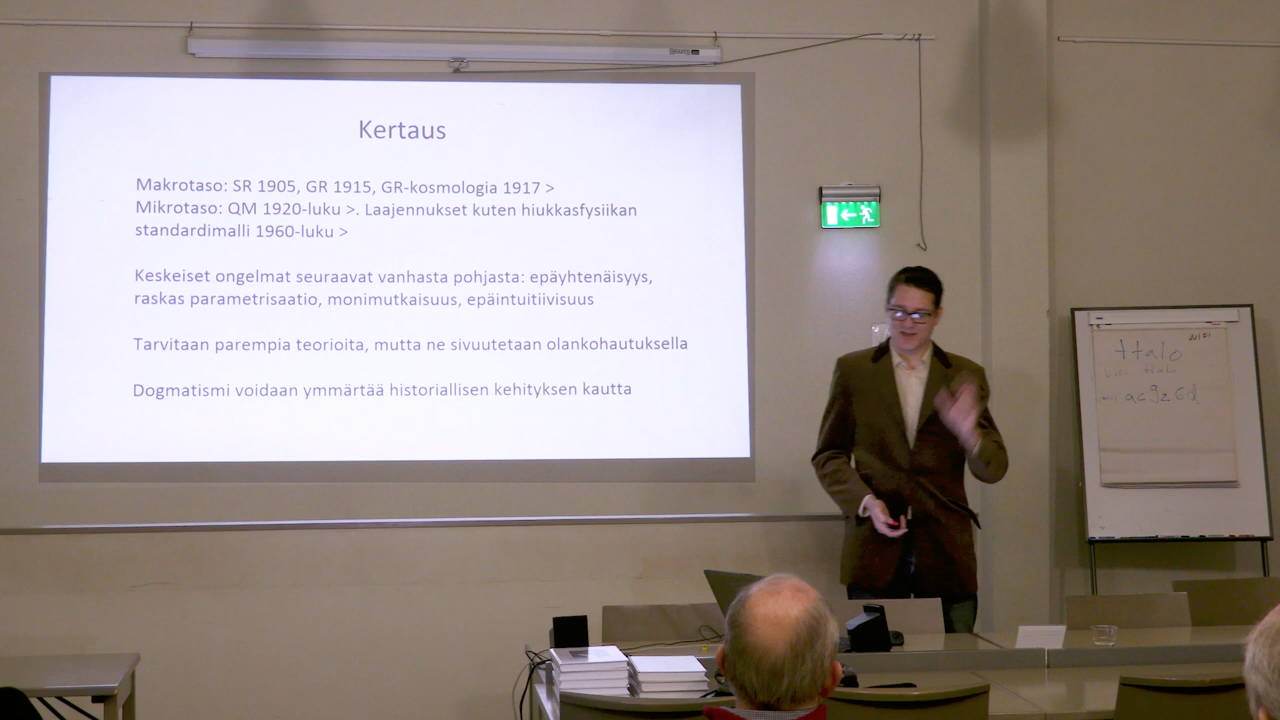 Kertaus
Makrotaso: SR 1905, GR 1915, GR-kosmologia 1917 >
Mikrotaso: QM 1920-luku >. Laajennukset kuten hiukkasfysiikan
standardimalli 1960-luku >
Keskeiset ongelmat seuraavat vanhasta pohjasta: epäyhtenäisyys,
raskas parametrisaatio, monimutkaisuus, epäintuitiivisuus
Tarvitaan parempia teorioita, mutta ne sivuutetaan olankohautuksella
Dogmatismi voidaan ymmärtää historiallisen kehityksen kautta
WIFI